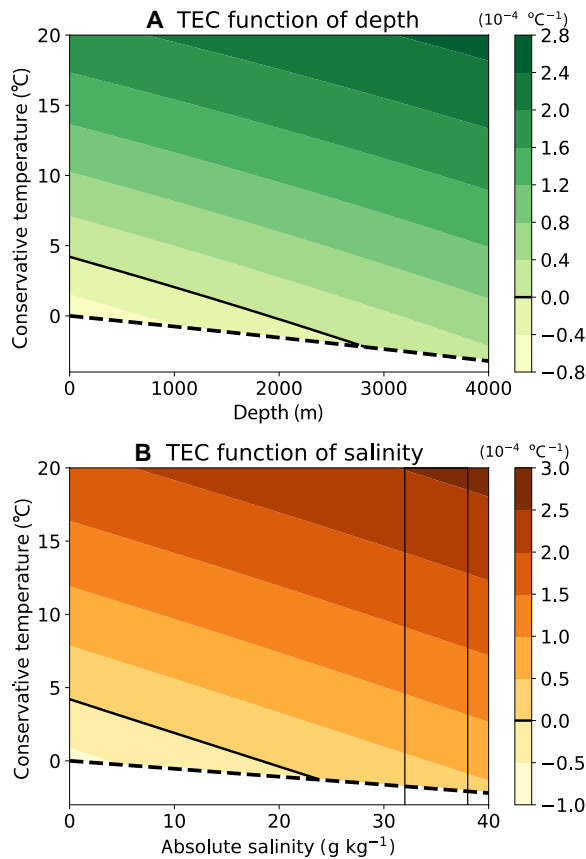 A TEC function of depth
(10⁻⁴ °C⁻¹)
Conservative temperature (°C)
20
15
10
5
0
0 1000 2000 3000 4000
Depth (m)
2.8
2.4
2.0
1.6
1.2
0.8
0.4
0.0
−0.4
−0.8
B TEC function of salinity
(10⁻⁴ °C⁻¹)
Conservative temperature (°C)
20
15
10
5
0
0 10 20 30 40
Absolute salinity (g kg⁻¹)
3.0
2.5
2.0
1.5
1.0
0.5
0.0
−0.5
−1.0